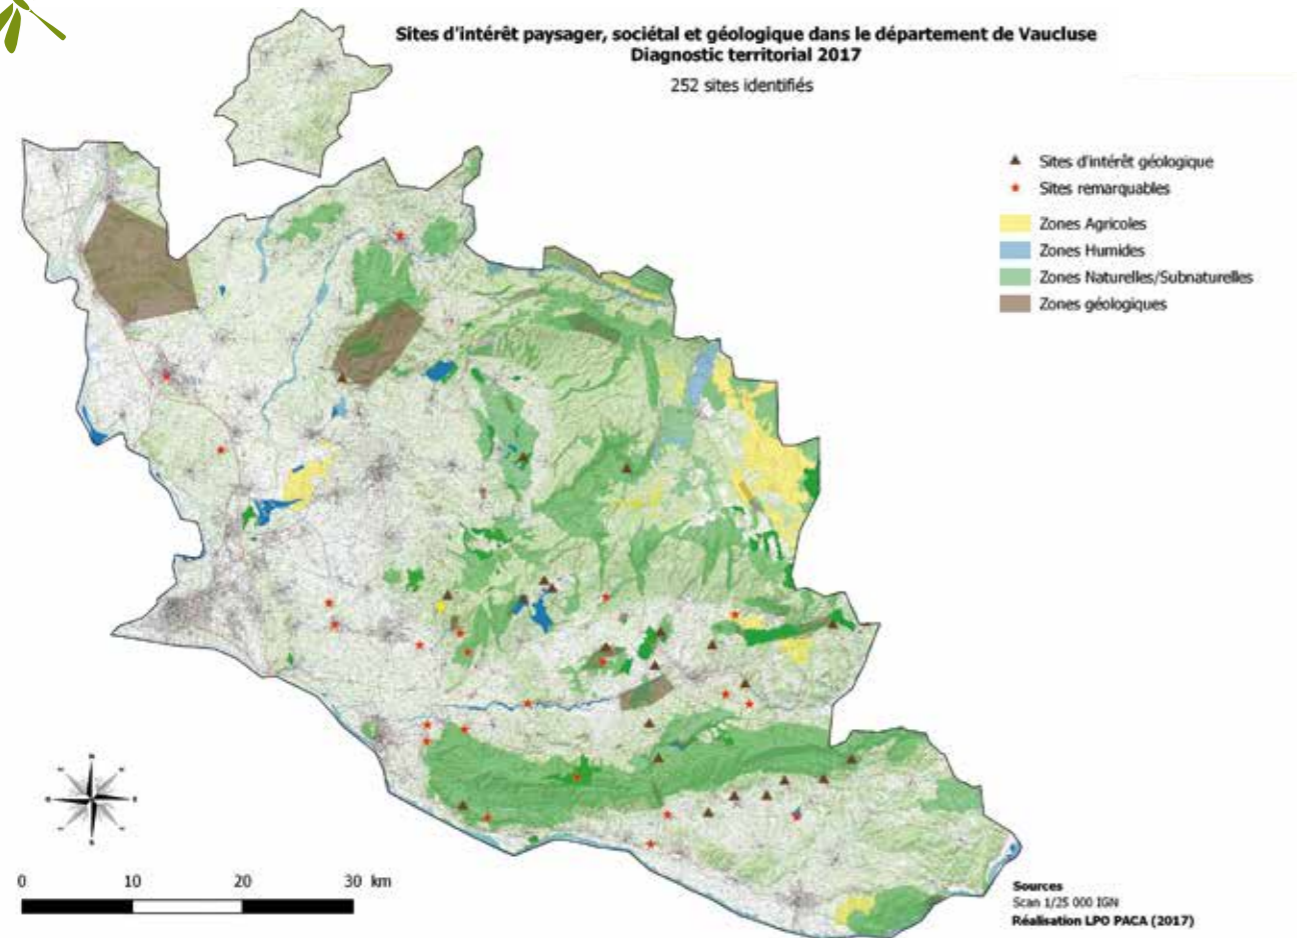 Sites d'intérêt paysager, sociétal et géologique dans le département de Vaucluse
Diagnostic territorial 2017
252 sites identifiés
Sites d'intérêt géologique
Sites remarquables
Zones Agricoles
Zones Humides
Zones Naturelles/Subnaturelles
Zones géologiques
0 10 20 30 km
Sources
Scan 1/25 000 IGN
Réalisation LPO PACA (2017)